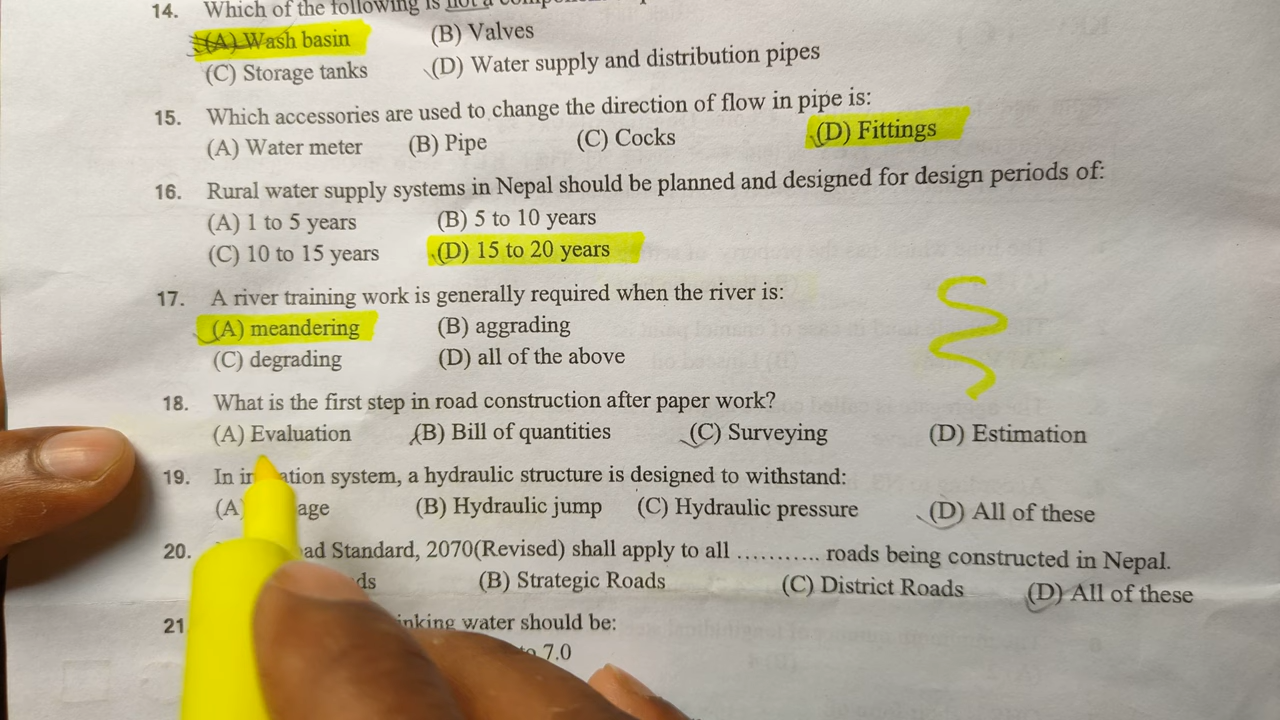 14. Which of the following is not a
(A) Wash basin (B) Valves
(C) Storage tanks (D) Water supply and distribution pipes
15. Which accessories are used to change the direction of flow in pipe is:
(A) Water meter (B) Pipe (C) Cocks (D) Fittings
16. Rural water supply systems in Nepal should be planned and designed for design periods of:
(A) 1 to 5 years (B) 5 to 10 years
(C) 10 to 15 years (D) 15 to 20 years
17. A river training work is generally required when the river is:
(A) meandering (B) aggrading
(C) degrading (D) all of the above
18. What is the first step in road construction after paper work?
(A) Evaluation (B) Bill of quantities (C) Surveying (D) Estimation
19. In system, a hydraulic structure is designed to withstand:
(A) (B) Hydraulic jump (C) Hydraulic pressure (D) All of these
20. Standard, 2070(Revised) shall apply to all ........... roads being constructed in Nepal.
(B) Strategic Roads (C) District Roads (D) All of these
21 water should be:
7.0